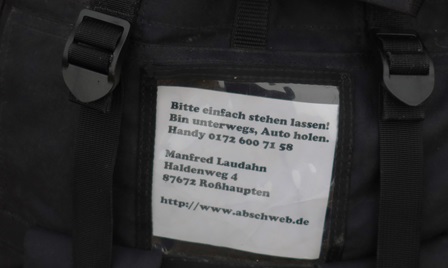 Bitte einfach stehen lassen!
Bin unterwegs, Auto holen.
Handy 0172 600 71 58
Manfred Laudahn
Haldenweg 4
87672 Roßhaupten
http://www.abschweb.de